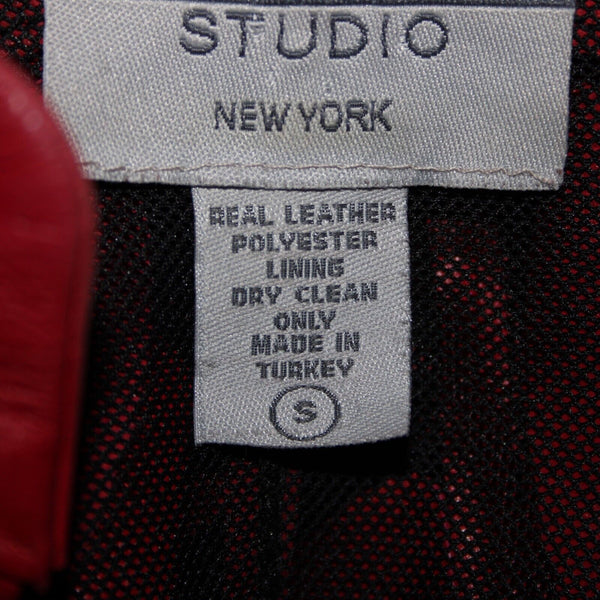 STUDIO
NEW YORK
REAL LEATHER
POLYESTER
LINING
DRY CLEAN
ONLY
MADE IN
TURKEY
S